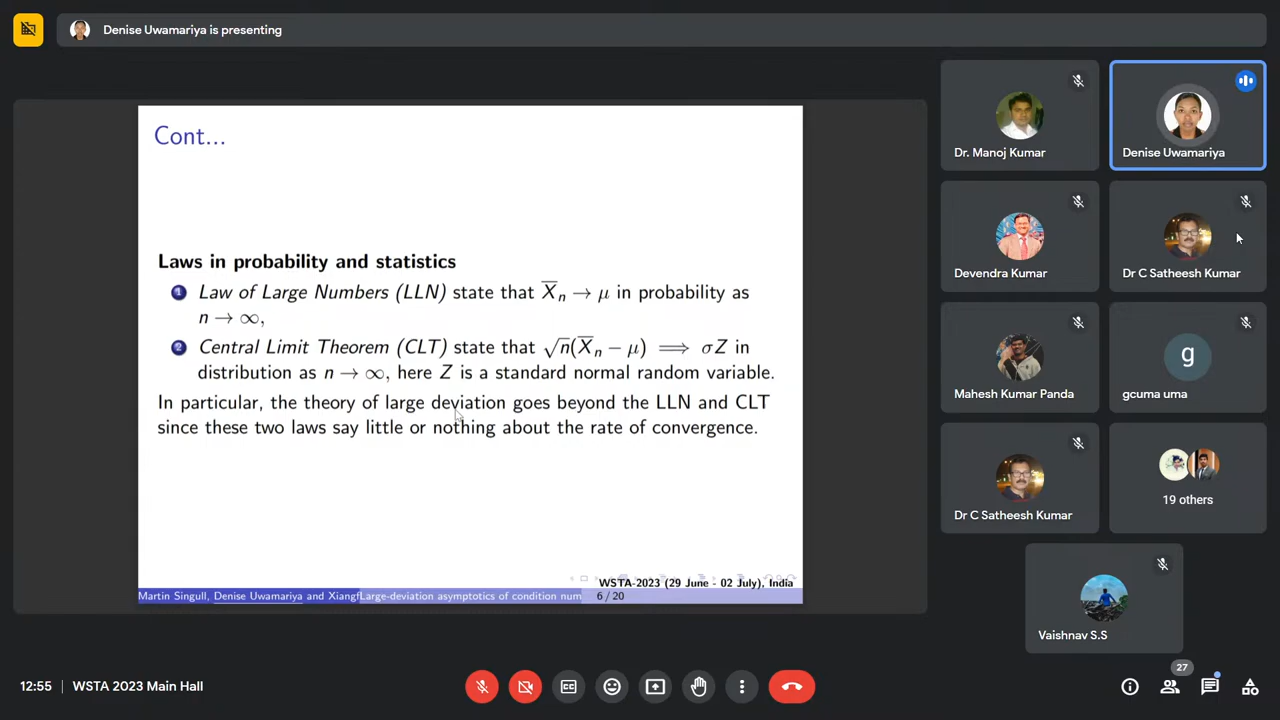 Denise Uwamariya is presenting
Cont...
Laws in probability and statistics
1 Law of Large Numbers (LLN) state that X̅ₙ → μ in probability as
n → ∞,
2 Central Limit Theorem (CLT) state that √n(X̅ₙ − μ) ⟹ σZ in
distribution as n → ∞, here Z is a standard normal random variable.
In particular, the theory of large deviation goes beyond the LLN and CLT
since these two laws say little or nothing about the rate of convergence.
WSTA-2023 (29 June - 02 July), India
Martin Singull, Denise Uwamariya and Xiangf Large-deviation asymptotics of condition num 6 / 20
Dr. Manoj Kumar
Denise Uwamariya
Devendra Kumar
Dr C Satheesh Kumar
Mahesh Kumar Panda
g
gcuma uma
Dr C Satheesh Kumar
19 others
Vaishnav S.S
12:55 | WSTA 2023 Main Hall
CC
27